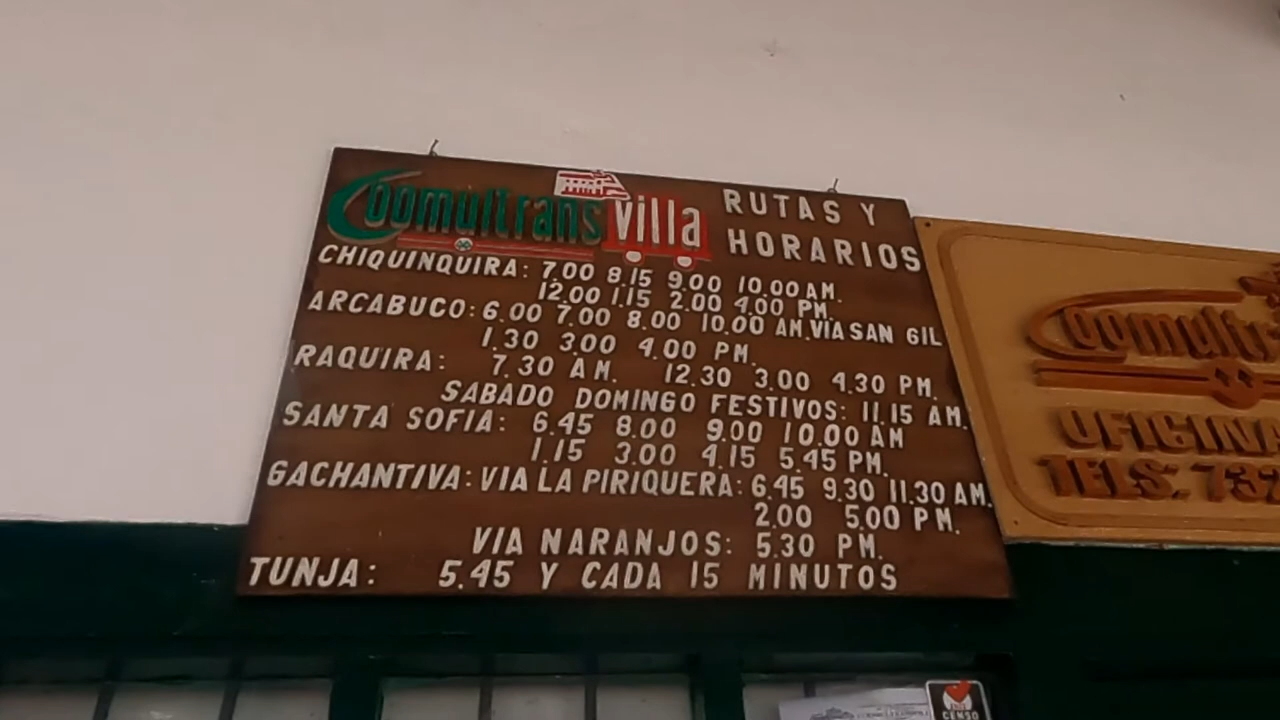 Coomultrans villa
RUTAS Y
HORARIOS
CHIQUINQUIRA: 7.00 8.15 9.00 10.00 AM.
12.00 1.15 2.00 4.00 PM.
ARCABUCO: 6.00 7.00 8.00 10.00 AM. VIA SAN GIL
1.30 3.00 4.00 PM.
RAQUIRA: 7.30 AM. 12.30 3.00 4.30 PM.
SABADO DOMINGO FESTIVOS: 11.15 AM.
SANTA SOFIA: 6.45 8.00 9.00 10.00 AM
1.15 3.00 4.15 5.45 PM.
GACHANTIVA: VIA LA PIRIQUERA: 6.45 9.30 11.30 AM.
2.00 5.00 PM.
VIA NARANJOS: 5.30 PM.
TUNJA: 5.45 Y CADA 15 MINUTOS
Coomultra
OFICINA
TELS: 732
CENSO